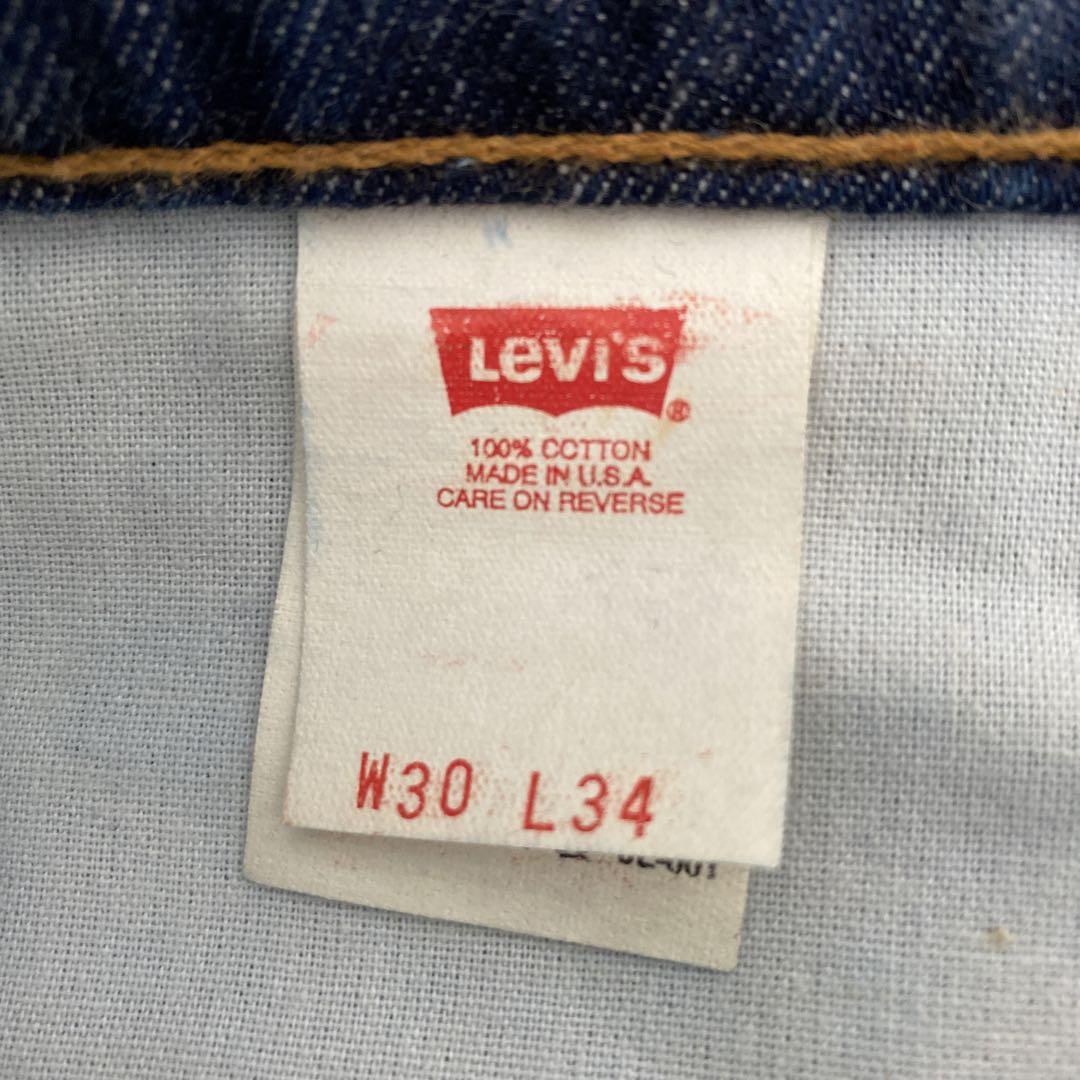 Levi's®
100% COTTON
MADE IN U.S.A.
CARE ON REVERSE
W30 L34